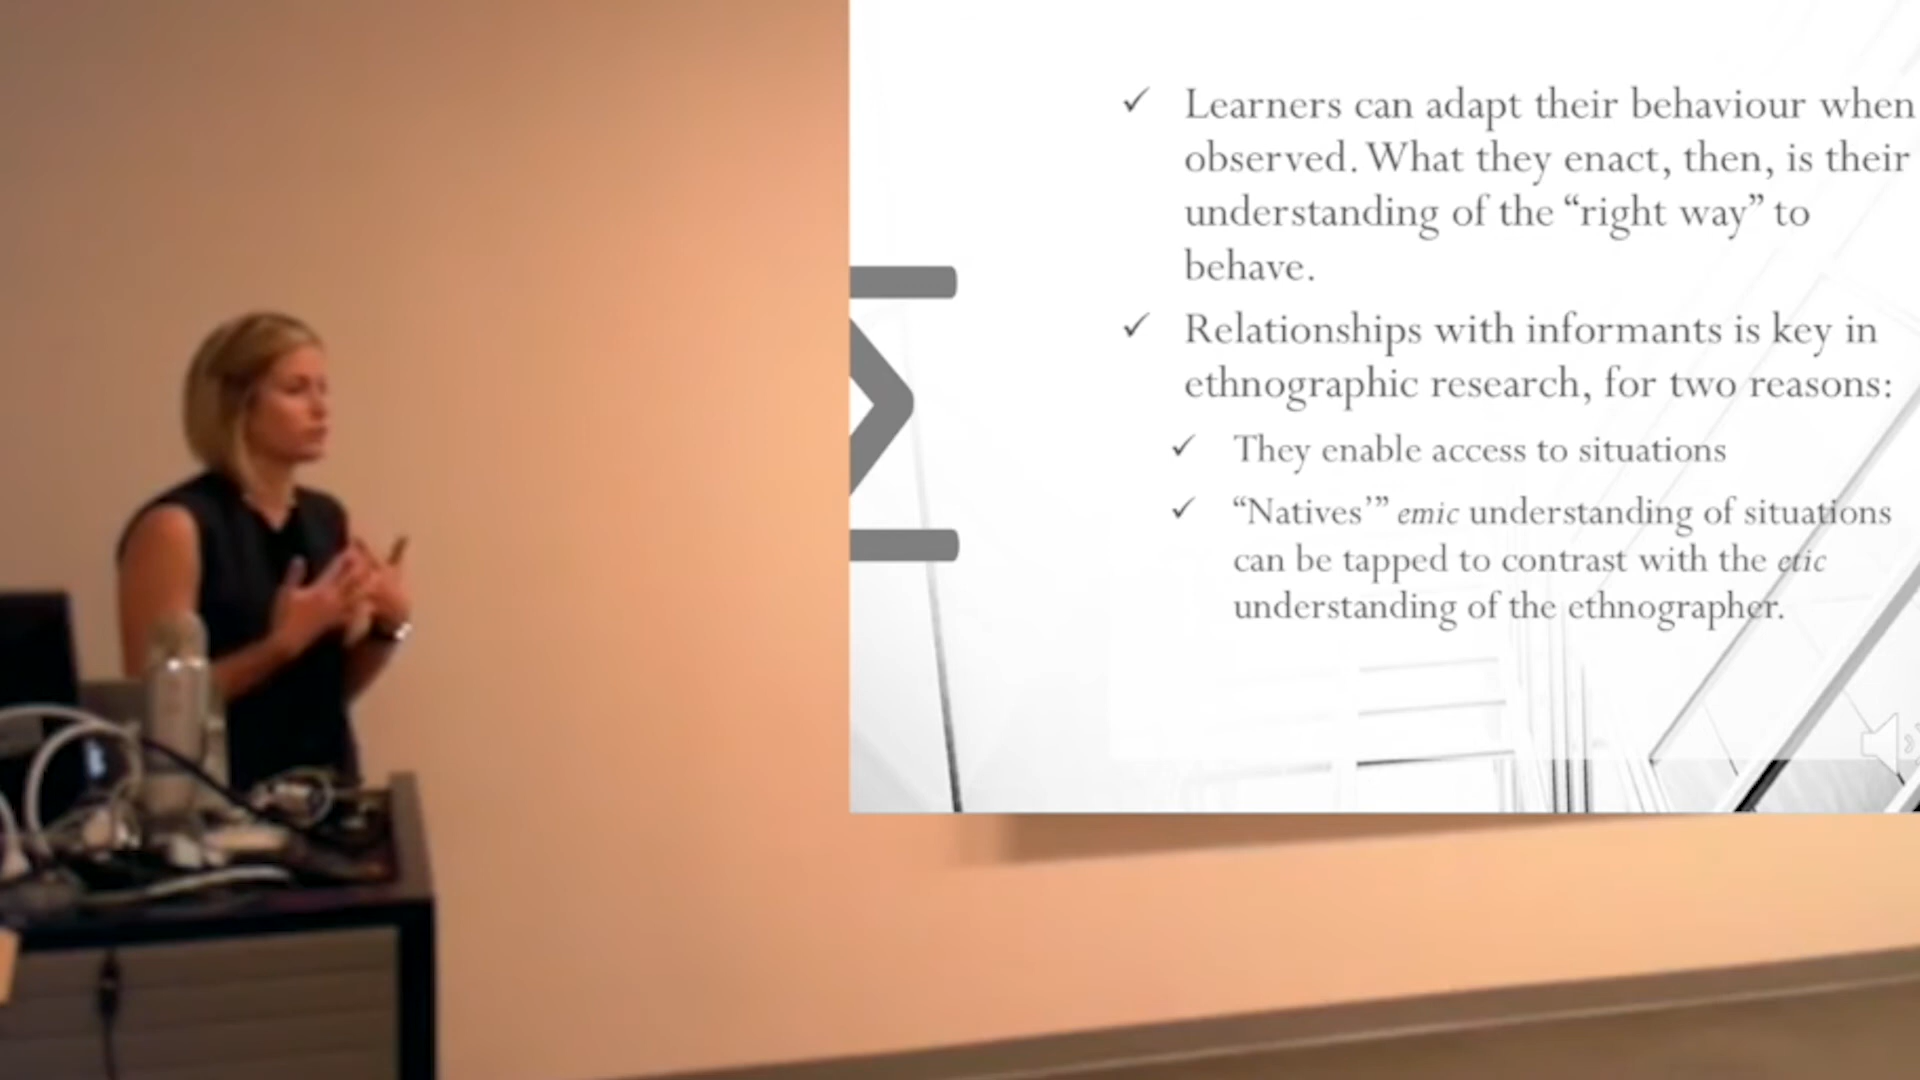 ✓ Learners can adapt their behaviour when
observed. What they enact, then, is their
understanding of the “right way” to
behave.
✓ Relationships with informants is key in
ethnographic research, for two reasons:
✓ They enable access to situations
✓ “Natives’” emic understanding of situations
can be tapped to contrast with the etic
understanding of the ethnographer.